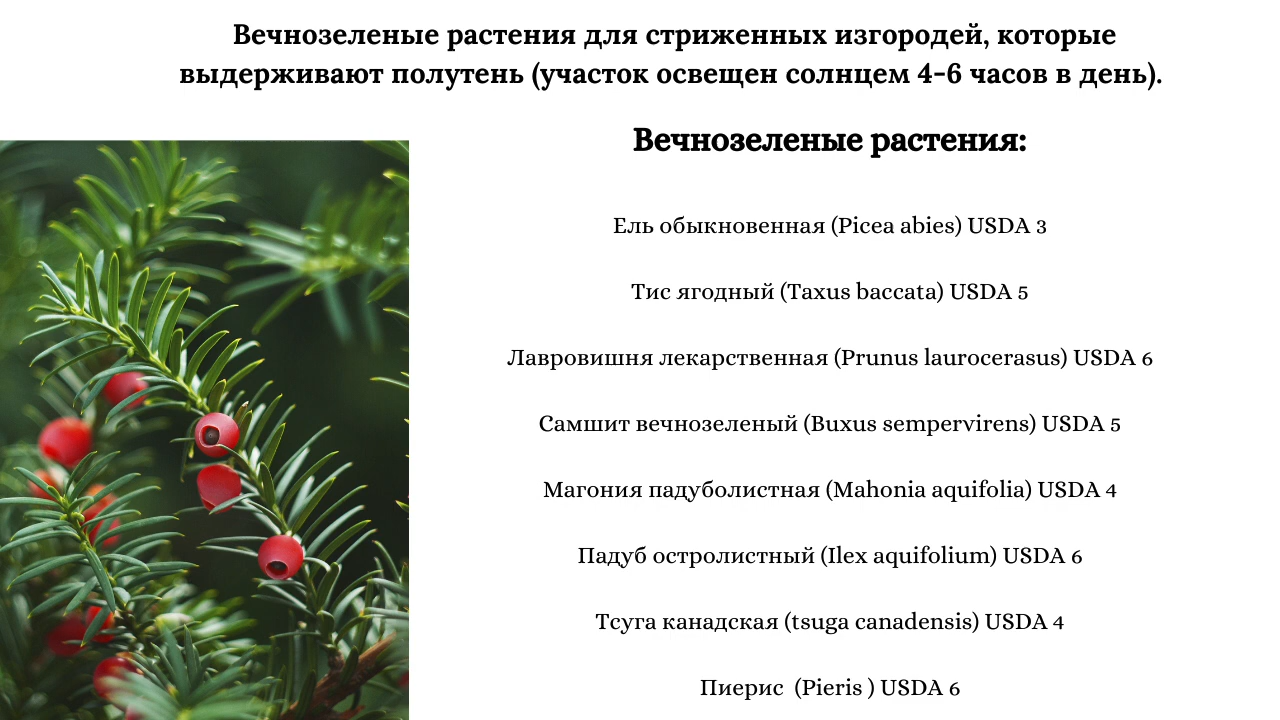 Вечнозеленые растения для стриженных изгородей, которые
выдерживают полутень (участок освещен солнцем 4-6 часов в день).
Вечнозеленые растения:
Ель обыкновенная (Picea abies) USDA 3
Тис ягодный (Taxus baccata) USDA 5
Лавровишня лекарственная (Prunus laurocerasus) USDA 6
Самшит вечнозеленый (Buxus sempervirens) USDA 5
Магония падуболистная (Mahonia aquifolia) USDA 4
Падуб остролистный (Ilex aquifolium) USDA 6
Тсуга канадская (tsuga canadensis) USDA 4
Пиерис (Pieris ) USDA 6